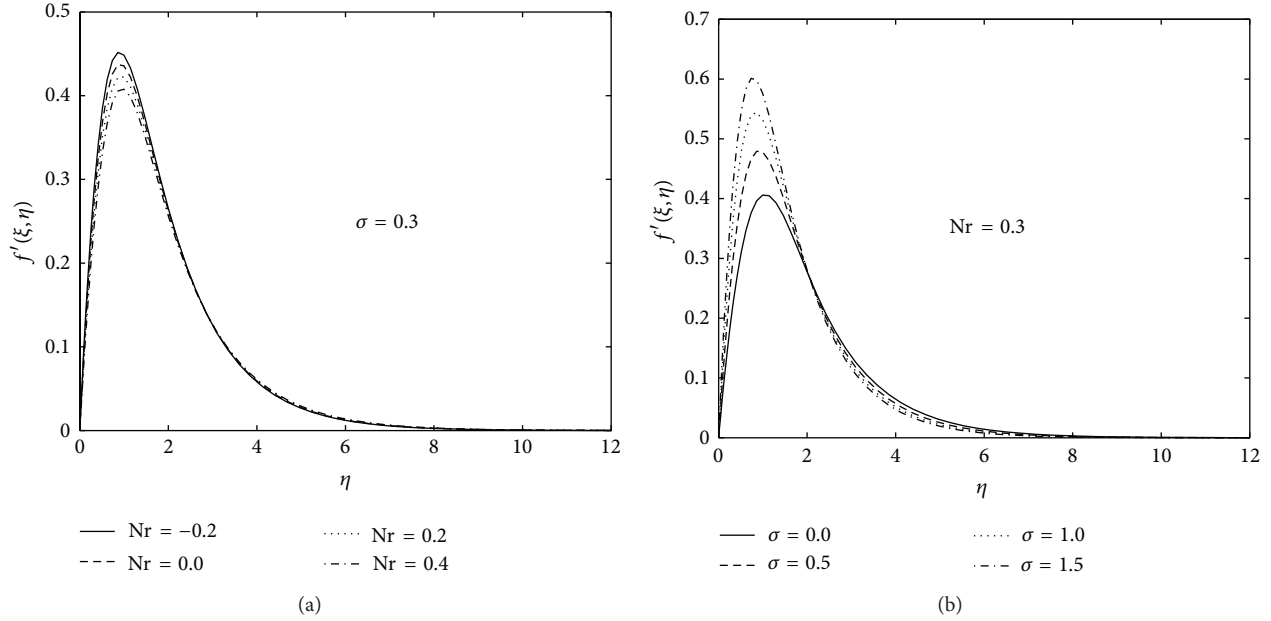 0.5
0.4
0.3
0.2
0.1
0
f′(ξ, η)
σ = 0.3
0 2 4 6 8 10 12
η
Nr = −0.2
Nr = 0.0
Nr = 0.2
Nr = 0.4
(a)
0.7
0.6
0.5
0.4
0.3
0.2
0.1
0
f′(ξ, η)
Nr = 0.3
0 2 4 6 8 10 12
η
σ = 0.0
σ = 0.5
σ = 1.0
σ = 1.5
(b)